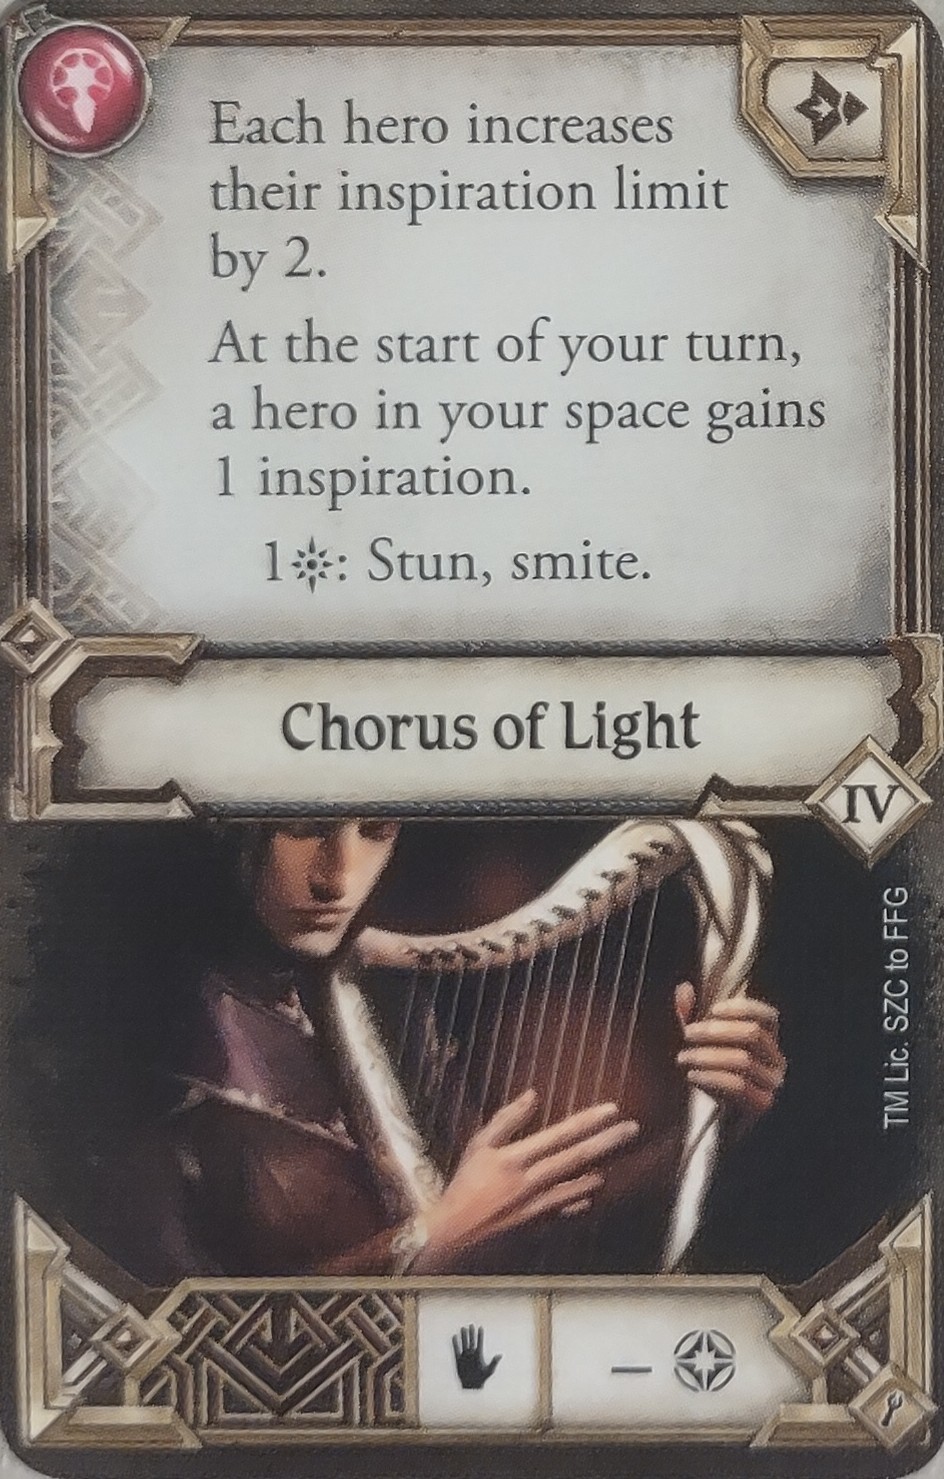 Each hero increases
their inspiration limit
by 2.
At the start of your turn,
a hero in your space gains
1 inspiration.
1: Stun, smite.
Chorus of Light
IV
TM Lic. SZC to FFG
–